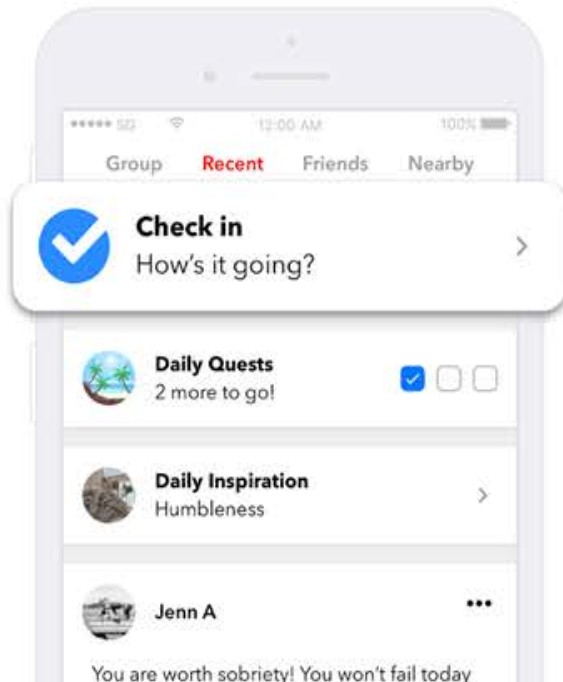 SG 12:00 AM 100%
Group Recent Friends Nearby
Check in
How's it going?
Daily Quests
2 more to go!
Daily Inspiration
Humbleness
Jenn A
You are worth sobriety! You won't fail today